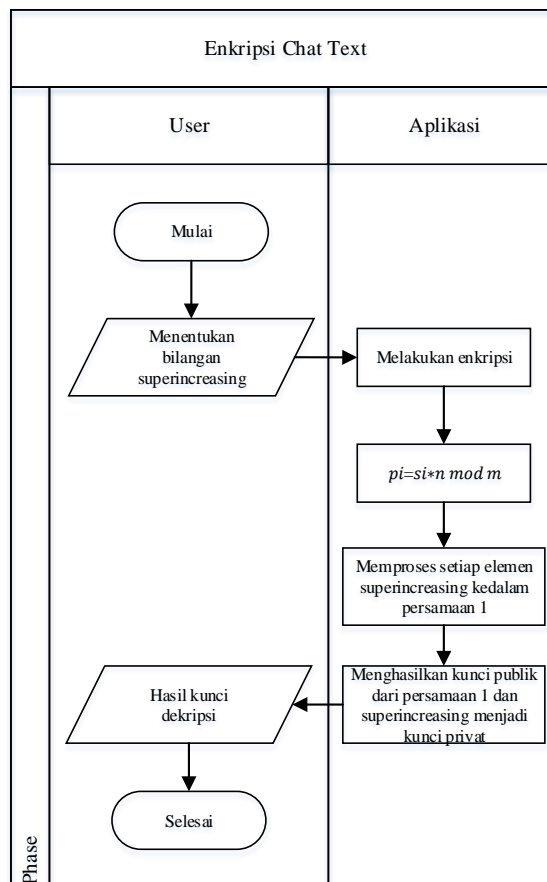 Enkripsi Chat Text
User
Aplikasi
Mulai
Menentukan
bilangan
superincreasing
Melakukan enkripsi
pi=si*n mod m
Memproses setiap elemen
superincreasing kedalam
persamaan 1
Menghasilkan kunci publik
dari persamaan 1 dan
superincreasing menjadi
kunci privat
Hasil kunci
dekripsi
Selesai
Phase